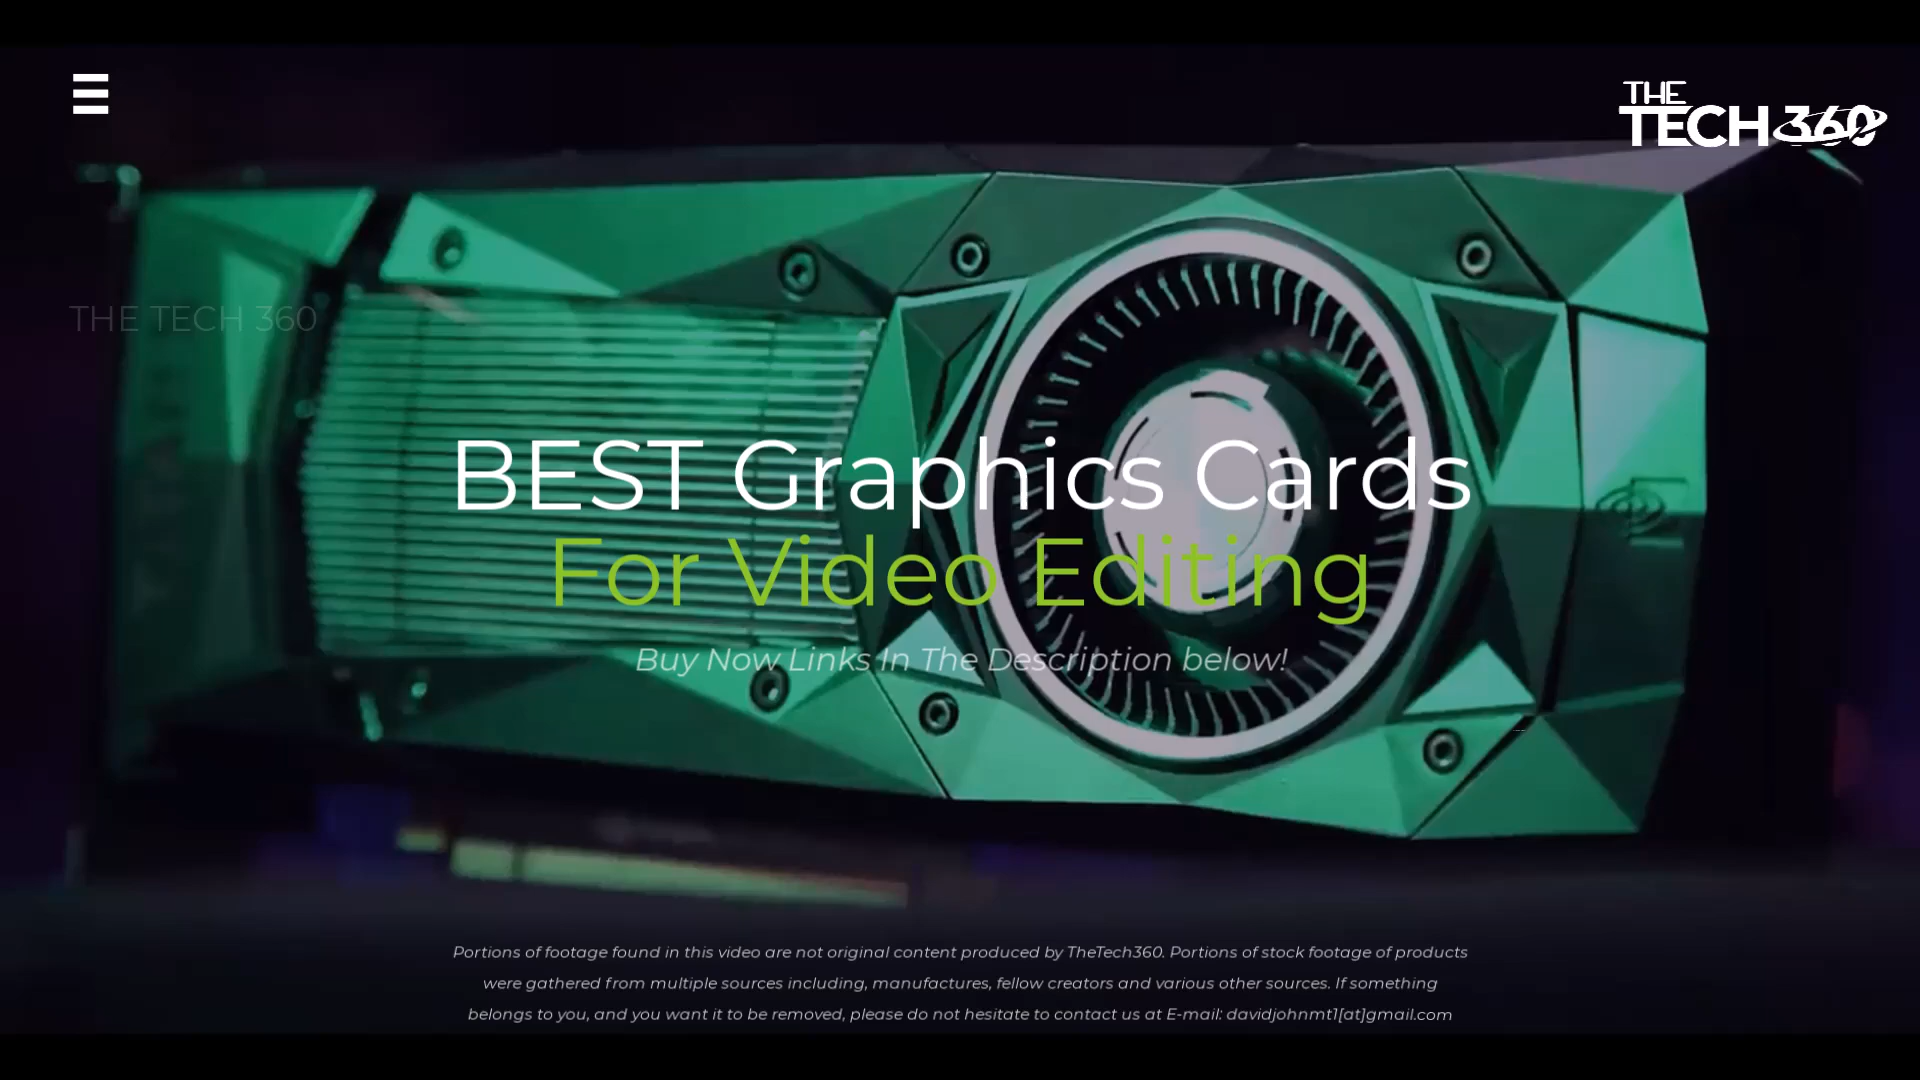 THE
TECH 360
THE TECH 360
BEST Graphics Cards
For Video Editing
Buy Now Links In The Description below!
Portions of footage found in this video are not original content produced by TheTech360. Portions of stock footage of products
were gathered from multiple sources including, manufactures, fellow creators and various other sources. If something
belongs to you, and you want it to be removed, please do not hesitate to contact us at E-mail: davidjohnmt1[at]gmail.com